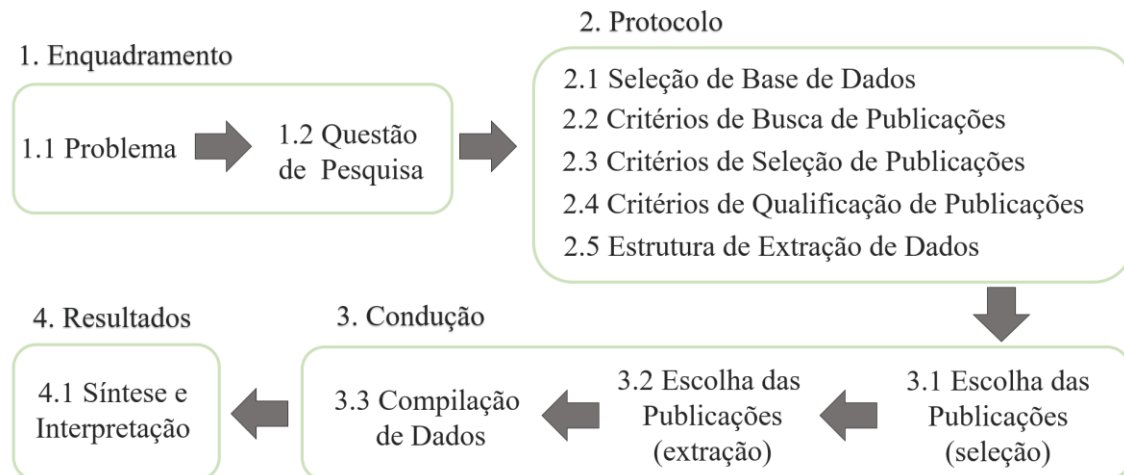 1. Enquadramento
1.1 Problema
1.2 Questão
de Pesquisa
2. Protocolo
2.1 Seleção de Base de Dados
2.2 Critérios de Busca de Publicações
2.3 Critérios de Seleção de Publicações
2.4 Critérios de Qualificação de Publicações
2.5 Estrutura de Extração de Dados
3. Condução
3.1 Escolha das
Publicações
(seleção)
3.2 Escolha das
Publicações
(extração)
3.3 Compilação
de Dados
4. Resultados
4.1 Síntese e
Interpretação